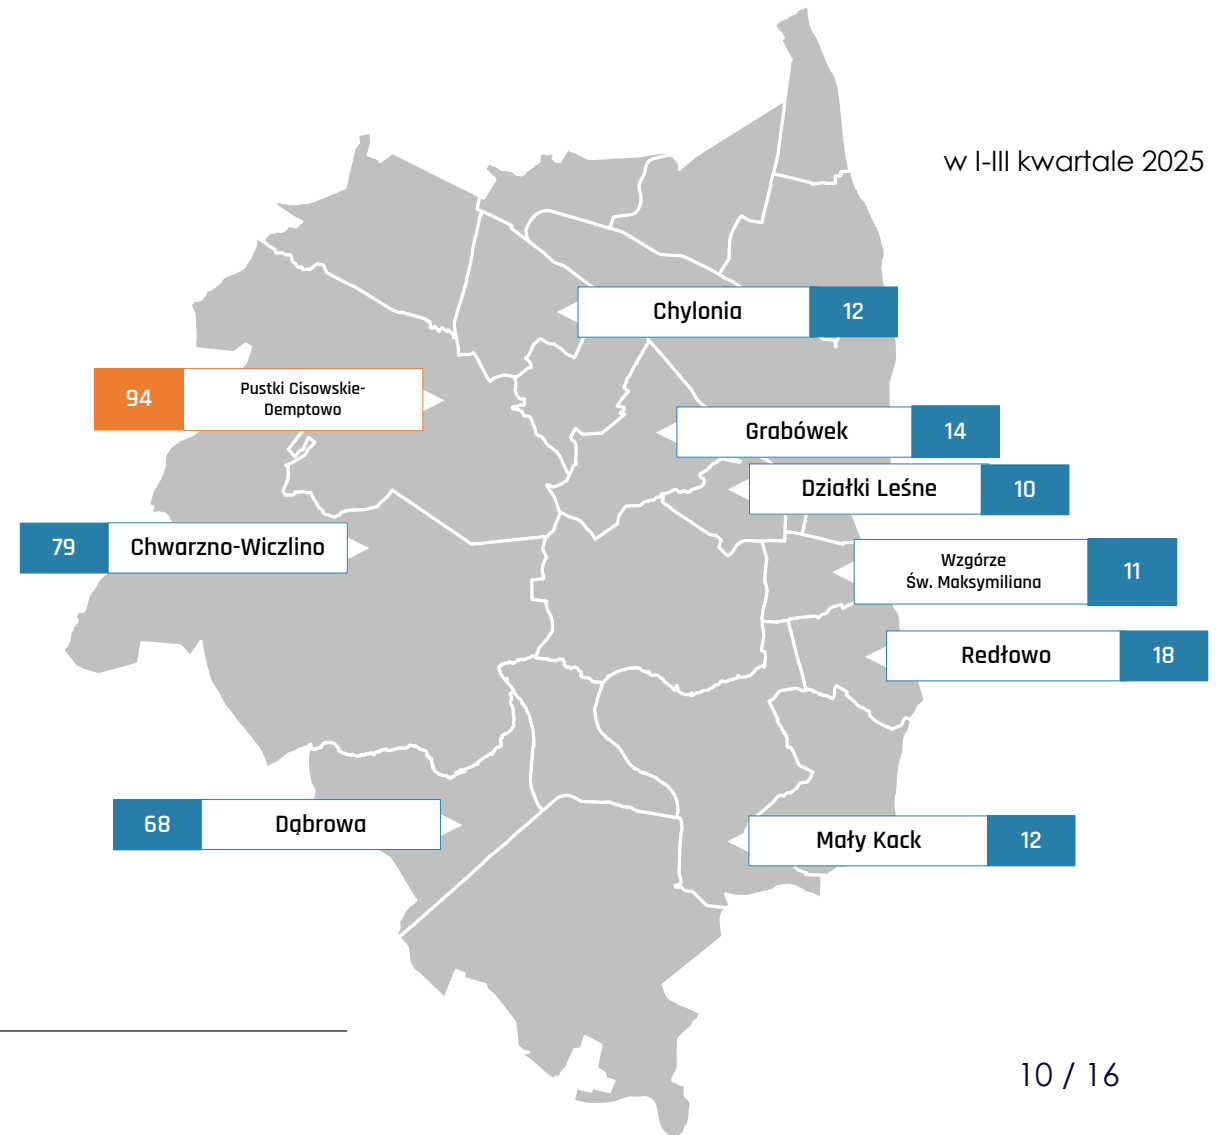 w I-III kwartale 2025
Chylonia 12
94 Pustki Cisowskie-
Demptowo
Grabówek 14
Działki Leśne 10
79 Chwarzno-Wiczlino
Wzgórze
Św. Maksymiliana 11
Redłowo 18
68 Dąbrowa
Mały Kack 12
10 / 16